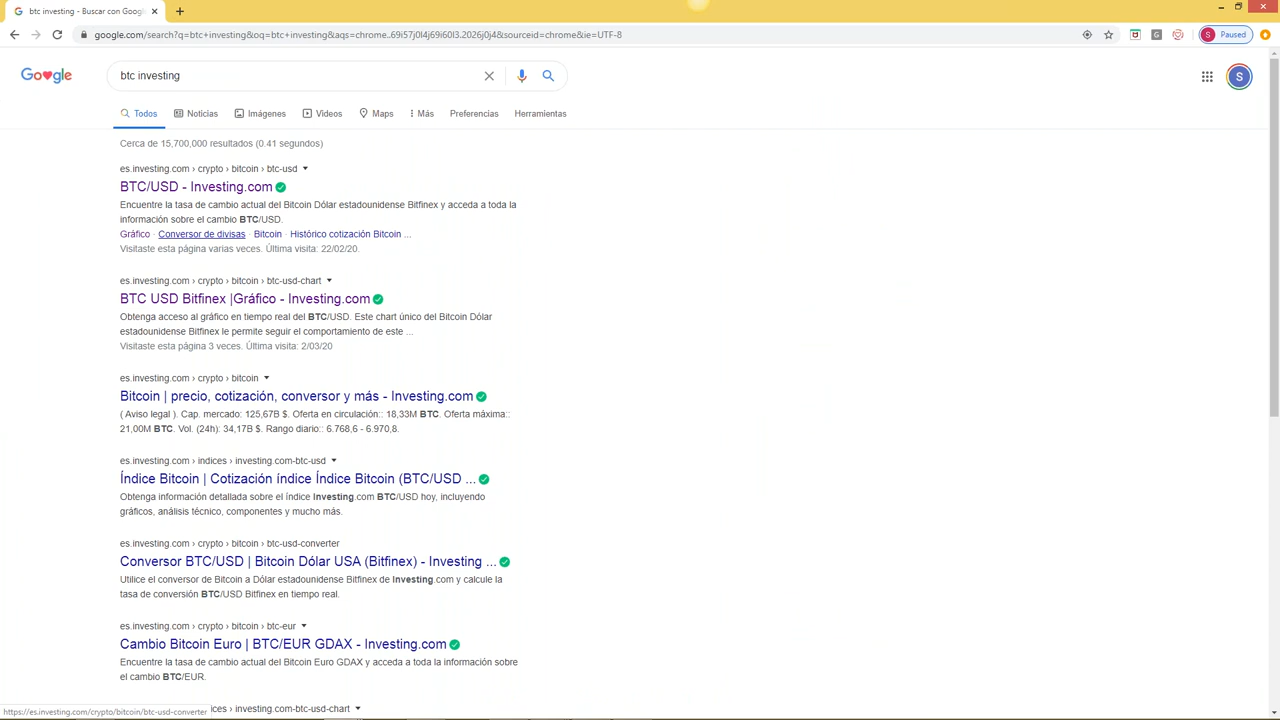 btc investing - Buscar con Googl
google.com/search?q=btc+investing&oq=btc+investing&aqs=chrome..69i57j0l4j69i60l3.2026j0j4&sourceid=chrome&ie=UTF-8
Paused
Google
btc investing
S
Todos Noticias Imágenes Videos Maps Más Preferencias Herramientas
Cerca de 15,700,000 resultados (0.41 segundos)
es.investing.com › crypto › bitcoin › btc-usd
BTC/USD - Investing.com
Encuentre la tasa de cambio actual del Bitcoin Dólar estadounidense Bitfinex y acceda a toda la
información sobre el cambio BTC/USD.
Gráfico · Conversor de divisas · Bitcoin · Histórico cotización Bitcoin ...
Visitaste esta página varias veces. Última visita: 22/02/20.
es.investing.com › crypto › bitcoin › btc-usd-chart
BTC USD Bitfinex |Gráfico - Investing.com
Obtenga acceso al gráfico en tiempo real del BTC/USD. Este chart único del Bitcoin Dólar
estadounidense Bitfinex le permite seguir el comportamiento de este ...
Visitaste esta página 3 veces. Última visita: 2/03/20
es.investing.com › crypto › bitcoin
Bitcoin | precio, cotización, conversor y más - Investing.com
( Aviso legal ). Cap. mercado: 125,67B $. Oferta en circulación:: 18,33M BTC. Oferta máxima::
21,00M BTC. Vol. (24h): 34,17B $. Rango diario:: 6.768,6 - 6.970,8.
es.investing.com › indices › investing.com-btc-usd
Índice Bitcoin | Cotización índice Índice Bitcoin (BTC/USD ...
Obtenga información detallada sobre el índice Investing.com BTC/USD hoy, incluyendo
gráficos, análisis técnico, componentes y mucho más.
es.investing.com › crypto › bitcoin › btc-usd-converter
Conversor BTC/USD | Bitcoin Dólar USA (Bitfinex) - Investing ...
Utilice el conversor de Bitcoin a Dólar estadounidense Bitfinex de Investing.com y calcule la
tasa de conversión BTC/USD Bitfinex en tiempo real.
es.investing.com › crypto › bitcoin › btc-eur
Cambio Bitcoin Euro | BTC/EUR GDAX - Investing.com
Encuentre la tasa de cambio actual del Bitcoin Euro GDAX y acceda a toda la información sobre
el cambio BTC/EUR.
https://es.investing.com/crypto/bitcoin/btc-usd-converter ces › investing.com-btc-usd-chart